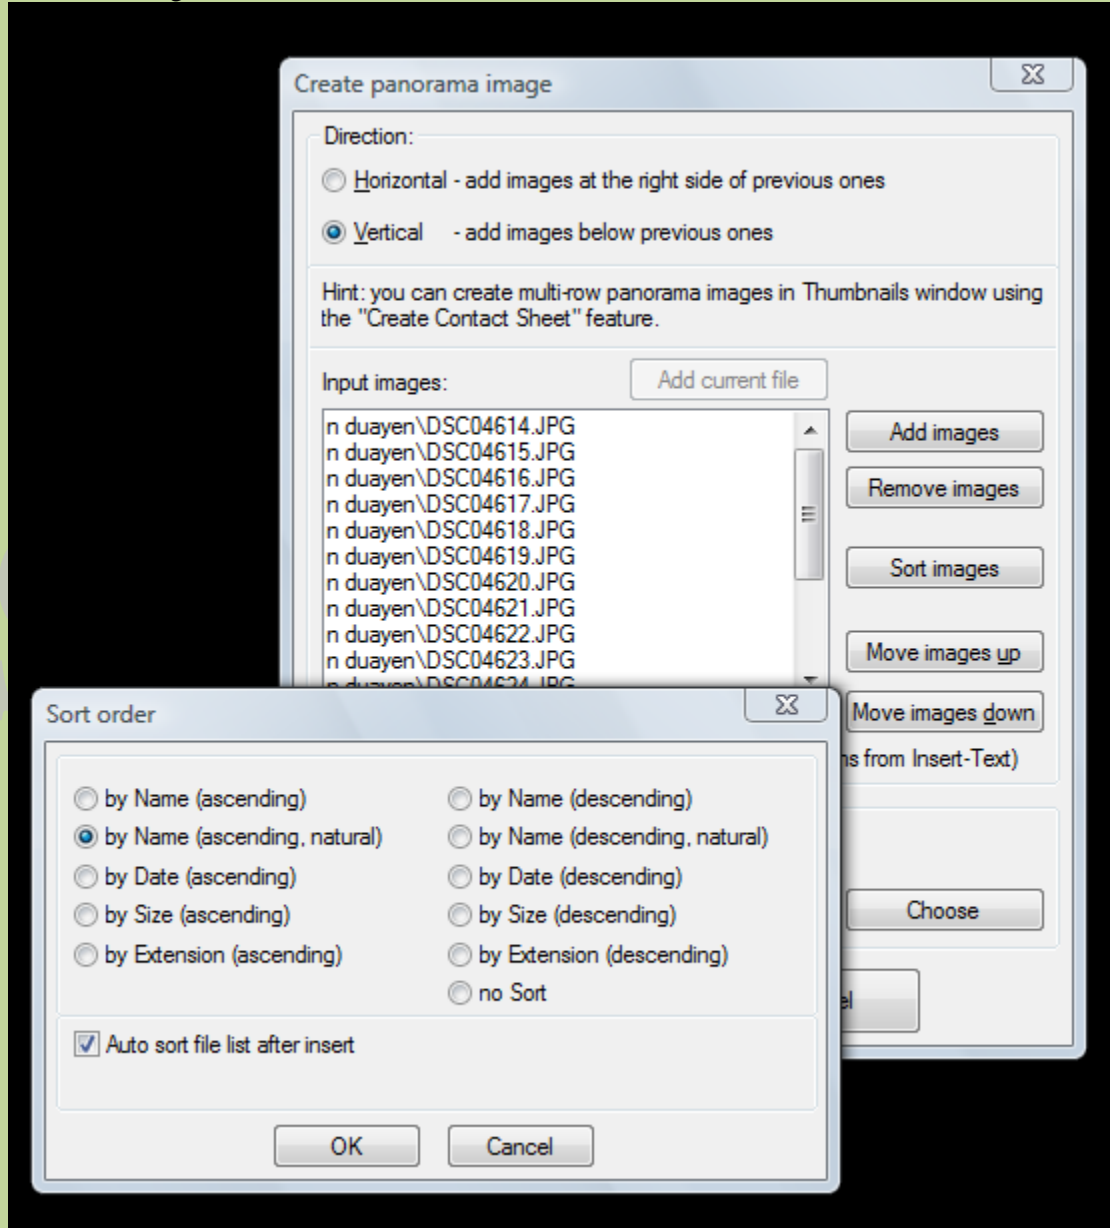 Create panorama image
Direction:
Horizontal - add images at the right side of previous ones
Vertical - add images below previous ones
Hint: you can create multi-row panorama images in Thumbnails window using
the "Create Contact Sheet" feature.
Input images:
Add current file
n duayen\DSC04614.JPG
n duayen\DSC04615.JPG
n duayen\DSC04616.JPG
n duayen\DSC04617.JPG
n duayen\DSC04618.JPG
n duayen\DSC04619.JPG
n duayen\DSC04620.JPG
n duayen\DSC04621.JPG
n duayen\DSC04622.JPG
n duayen\DSC04623.JPG
n duayen\DSC04624.JPG
Add images
Remove images
Sort images
Move images up
Move images down
from Insert-Text)
Choose
Sort order
by Name (ascending)
by Name (ascending, natural)
by Date (ascending)
by Size (ascending)
by Extension (ascending)
by Name (descending)
by Name (descending, natural)
by Date (descending)
by Size (descending)
by Extension (descending)
no Sort
Auto sort file list after insert
OK
Cancel